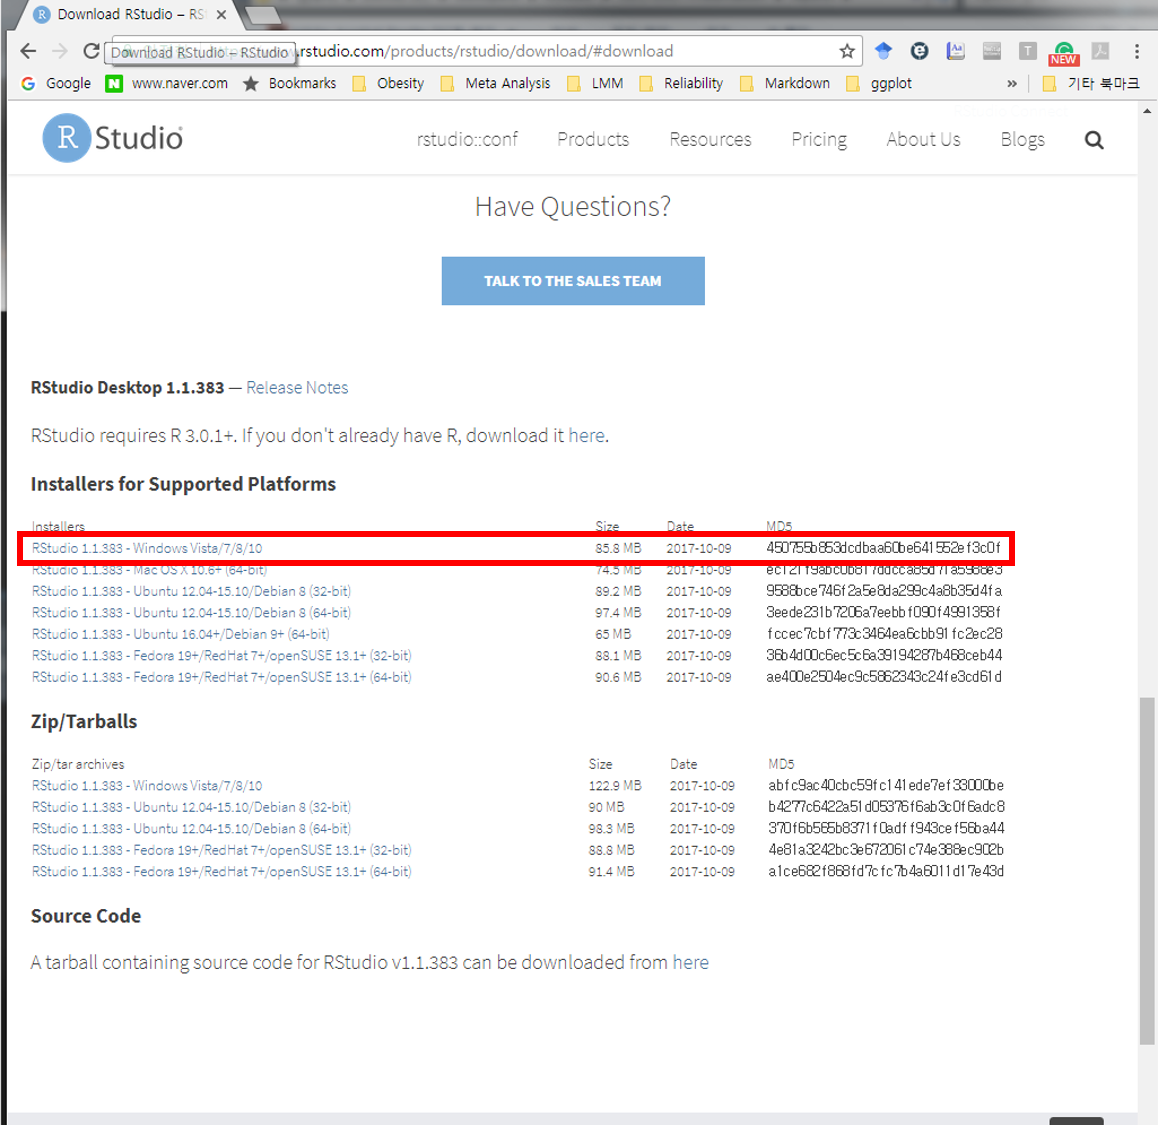 Download RStudio – RS
Download RStudio – RStudio
rstudio.com/products/rstudio/download/#download
NEW
Google www.naver.com Bookmarks Obesity Meta Analysis LMM Reliability Markdown ggplot » 기타 북마크
R Studio
rstudio::conf Products Resources Pricing About Us Blogs
Have Questions?
TALK TO THE SALES TEAM
RStudio Desktop 1.1.383 — Release Notes
RStudio requires R 3.0.1+. If you don't already have R, download it here.
Installers for Supported Platforms
Installers Size Date MD5
RStudio 1.1.383 - Windows Vista/7/8/10 85.8 MB 2017-10-09 450755b853dcdbaa60be641552ef3c0f
RStudio 1.1.383 - Mac OS X 10.6+ (64-bit) 74.5 MB 2017-10-09
RStudio 1.1.383 - Ubuntu 12.04-15.10/Debian 8 (32-bit) 89.2 MB 2017-10-09 9588bce746f2a5e8da299c4a8b35d4fa
RStudio 1.1.383 - Ubuntu 12.04-15.10/Debian 8 (64-bit) 97.4 MB 2017-10-09 3eede231b7206a7eebbf090f4991358f
RStudio 1.1.383 - Ubuntu 16.04+/Debian 9+ (64-bit) 65 MB 2017-10-09 fccec7cbf773c3464ea6cbb91fc2ec28
RStudio 1.1.383 - Fedora 19+/RedHat 7+/openSUSE 13.1+ (32-bit) 88.1 MB 2017-10-09 36b4d00c6ec5c6a39194287b468ceb44
RStudio 1.1.383 - Fedora 19+/RedHat 7+/openSUSE 13.1+ (64-bit) 90.6 MB 2017-10-09 ae400e2504ec9c5862343c24fe3cd61d
Zip/Tarballs
Zip/tar archives Size Date MD5
RStudio 1.1.383 - Windows Vista/7/8/10 122.9 MB 2017-10-09 abfc9ac40cbc59fc141ede7ef33000be
RStudio 1.1.383 - Ubuntu 12.04-15.10/Debian 8 (32-bit) 90 MB 2017-10-09 b4277c6422a51d05376f6ab3c0f6adc8
RStudio 1.1.383 - Ubuntu 12.04-15.10/Debian 8 (64-bit) 98.3 MB 2017-10-09 370f6b565b8371f0adff943cef56ba44
RStudio 1.1.383 - Fedora 19+/RedHat 7+/openSUSE 13.1+ (32-bit) 88.8 MB 2017-10-09 4e81a3242bc3e672061c74e388ec902b
RStudio 1.1.383 - Fedora 19+/RedHat 7+/openSUSE 13.1+ (64-bit) 91.4 MB 2017-10-09 a1ce682f868fd7cfc7b4a6011d17e43d
Source Code
A tarball containing source code for RStudio v1.1.383 can be downloaded from here